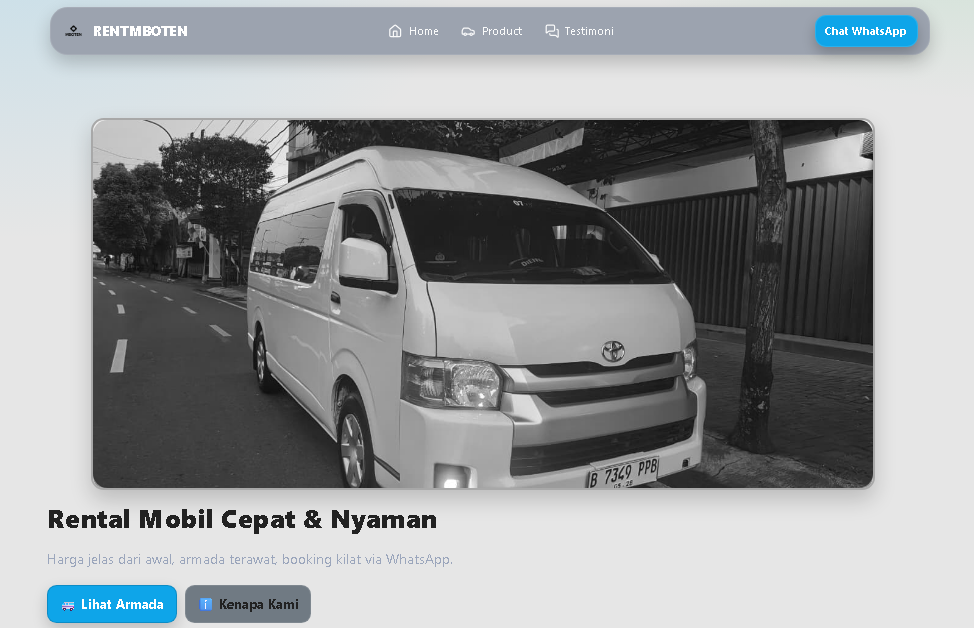 RENTMBOTEN
Home
Product
Testimoni
Chat WhatsApp
07
B 7349 PPB
Rental Mobil Cepat & Nyaman
Harga jelas dari awal, armada terawat, booking kilat via WhatsApp.
Lihat Armada
Kenapa Kami